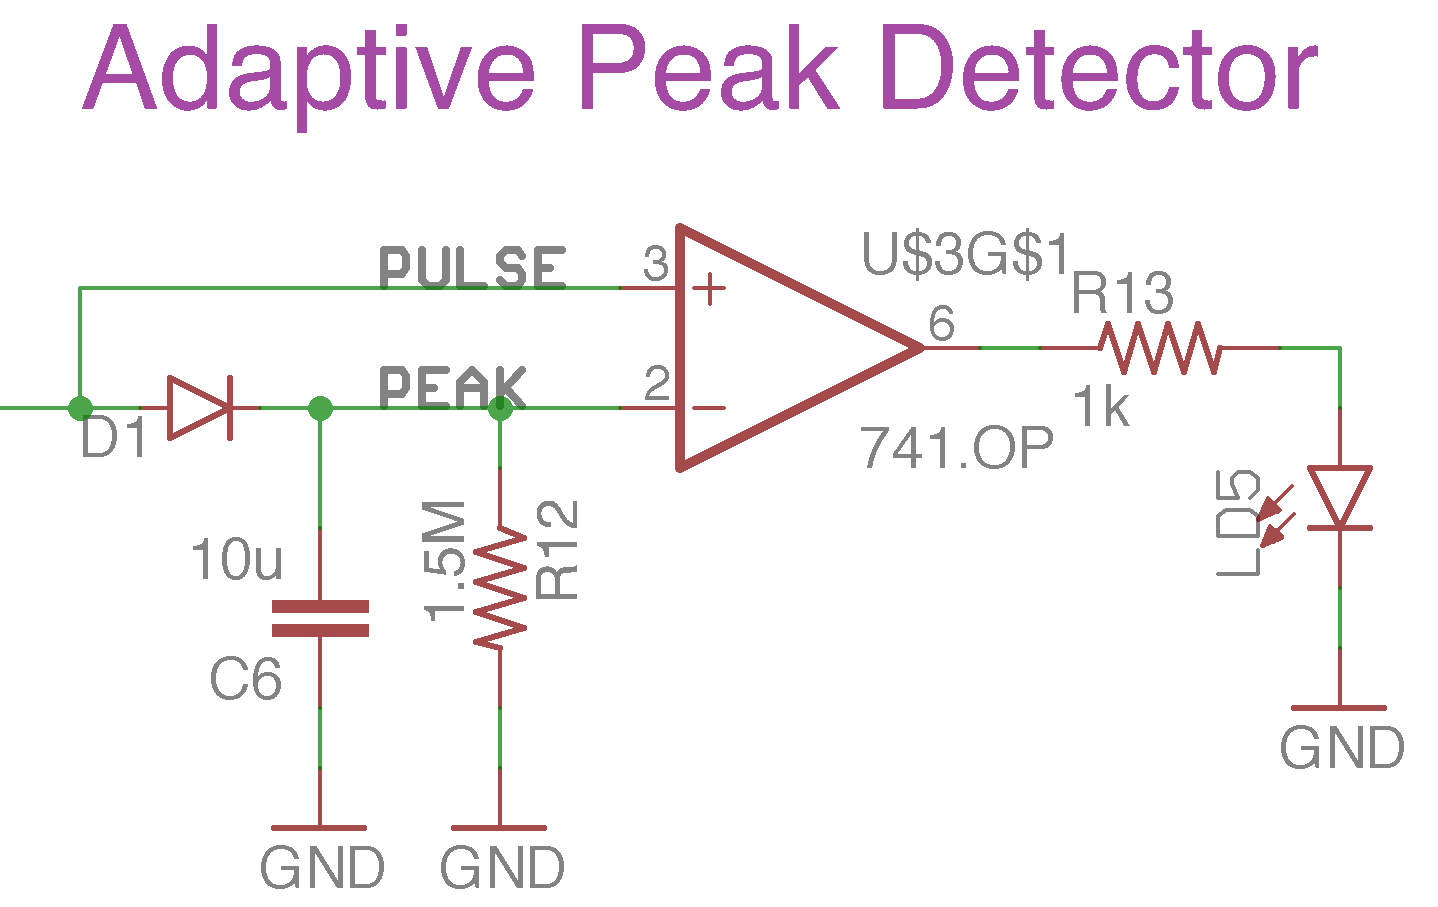 Adaptive Peak Detector
PULSE
3
+
U$3G$1
R13
6
PEAK
2
−
D1
1k
741.OP
10u
C6
1.5M
R12
LD5
GND
GND
GND